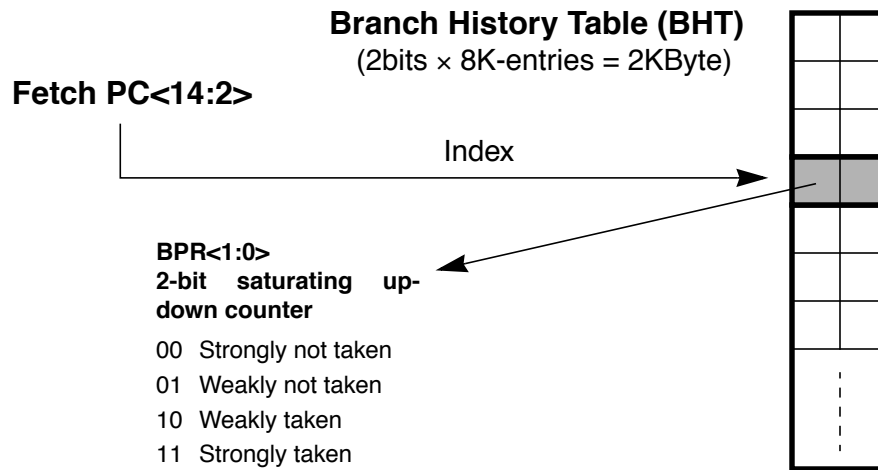 Branch History Table (BHT)
(2bits × 8K-entries = 2KByte)
Fetch PC<14:2>
Index
BPR<1:0>
2-bit saturating up-
down counter
00 Strongly not taken
01 Weakly not taken
10 Weakly taken
11 Strongly taken